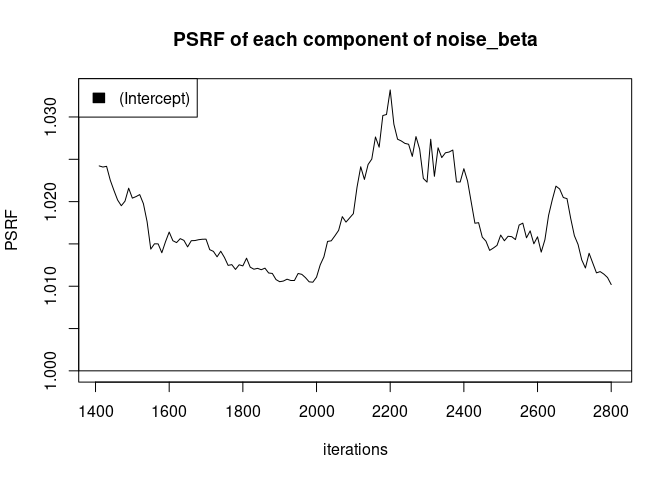 PSRF of each component of noise_beta
(Intercept)
PSRF
1.030
1.020
1.010
1.000
1400 1600 1800 2000 2200 2400 2600 2800
iterations